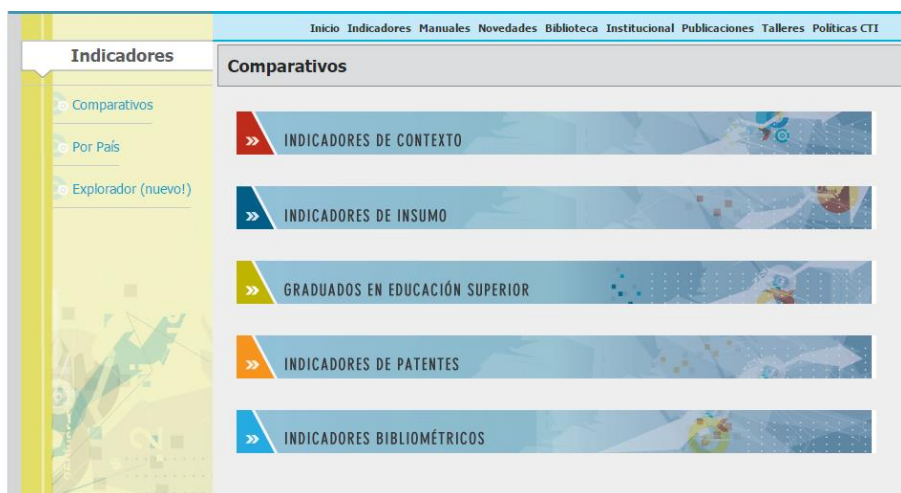 Inicio Indicadores Manuales Novedades Biblioteca Institucional Publicaciones Talleres Políticas CTI
Indicadores
Comparativos
Por País
Explorador (nuevo!)
Comparativos
» INDICADORES DE CONTEXTO
» INDICADORES DE INSUMO
» GRADUADOS EN EDUCACIÓN SUPERIOR
» INDICADORES DE PATENTES
» INDICADORES BIBLIOMÉTRICOS